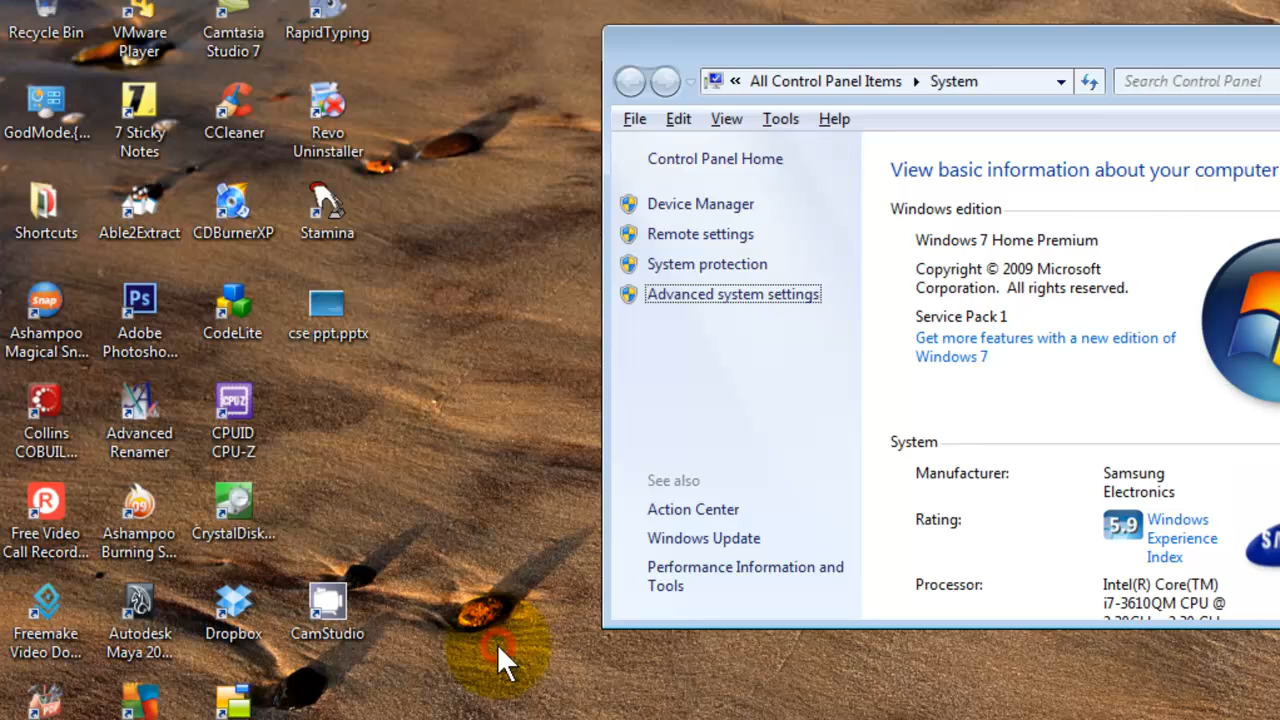 Recycle Bin
VMware
Player
Camtasia
Studio 7
RapidTyping
GodMode.{...
7 Sticky
Notes
CCleaner
Revo
Uninstaller
Shortcuts
Able2Extract
CDBurnerXP
Stamina
Snap
Ashampoo
Magical Sn...
Ps
Adobe
Photosho...
CodeLite
cse ppt.pptx
Collins
COBUIL...
Advanced
Renamer
CPUZ
CPUID
CPU-Z
R
Free Video
Call Record...
09
Ashampoo
Burning S...
CrystalDisk...
Freemake
Video Do...
Autodesk
Maya 20...
Dropbox
CamStudio
« All Control Panel Items System
Search Control Panel
File Edit View Tools Help
Control Panel Home
Device Manager
Remote settings
System protection
Advanced system settings
See also
Action Center
Windows Update
Performance Information and
Tools
View basic information about your computer
Windows edition
Windows 7 Home Premium
Copyright © 2009 Microsoft
Corporation. All rights reserved.
Service Pack 1
Get more features with a new edition of
Windows 7
System
Manufacturer: Samsung
Electronics
Rating: 5.9 Windows
Experience
Index
Processor: Intel(R) Core(TM)
i7-3610QM CPU @